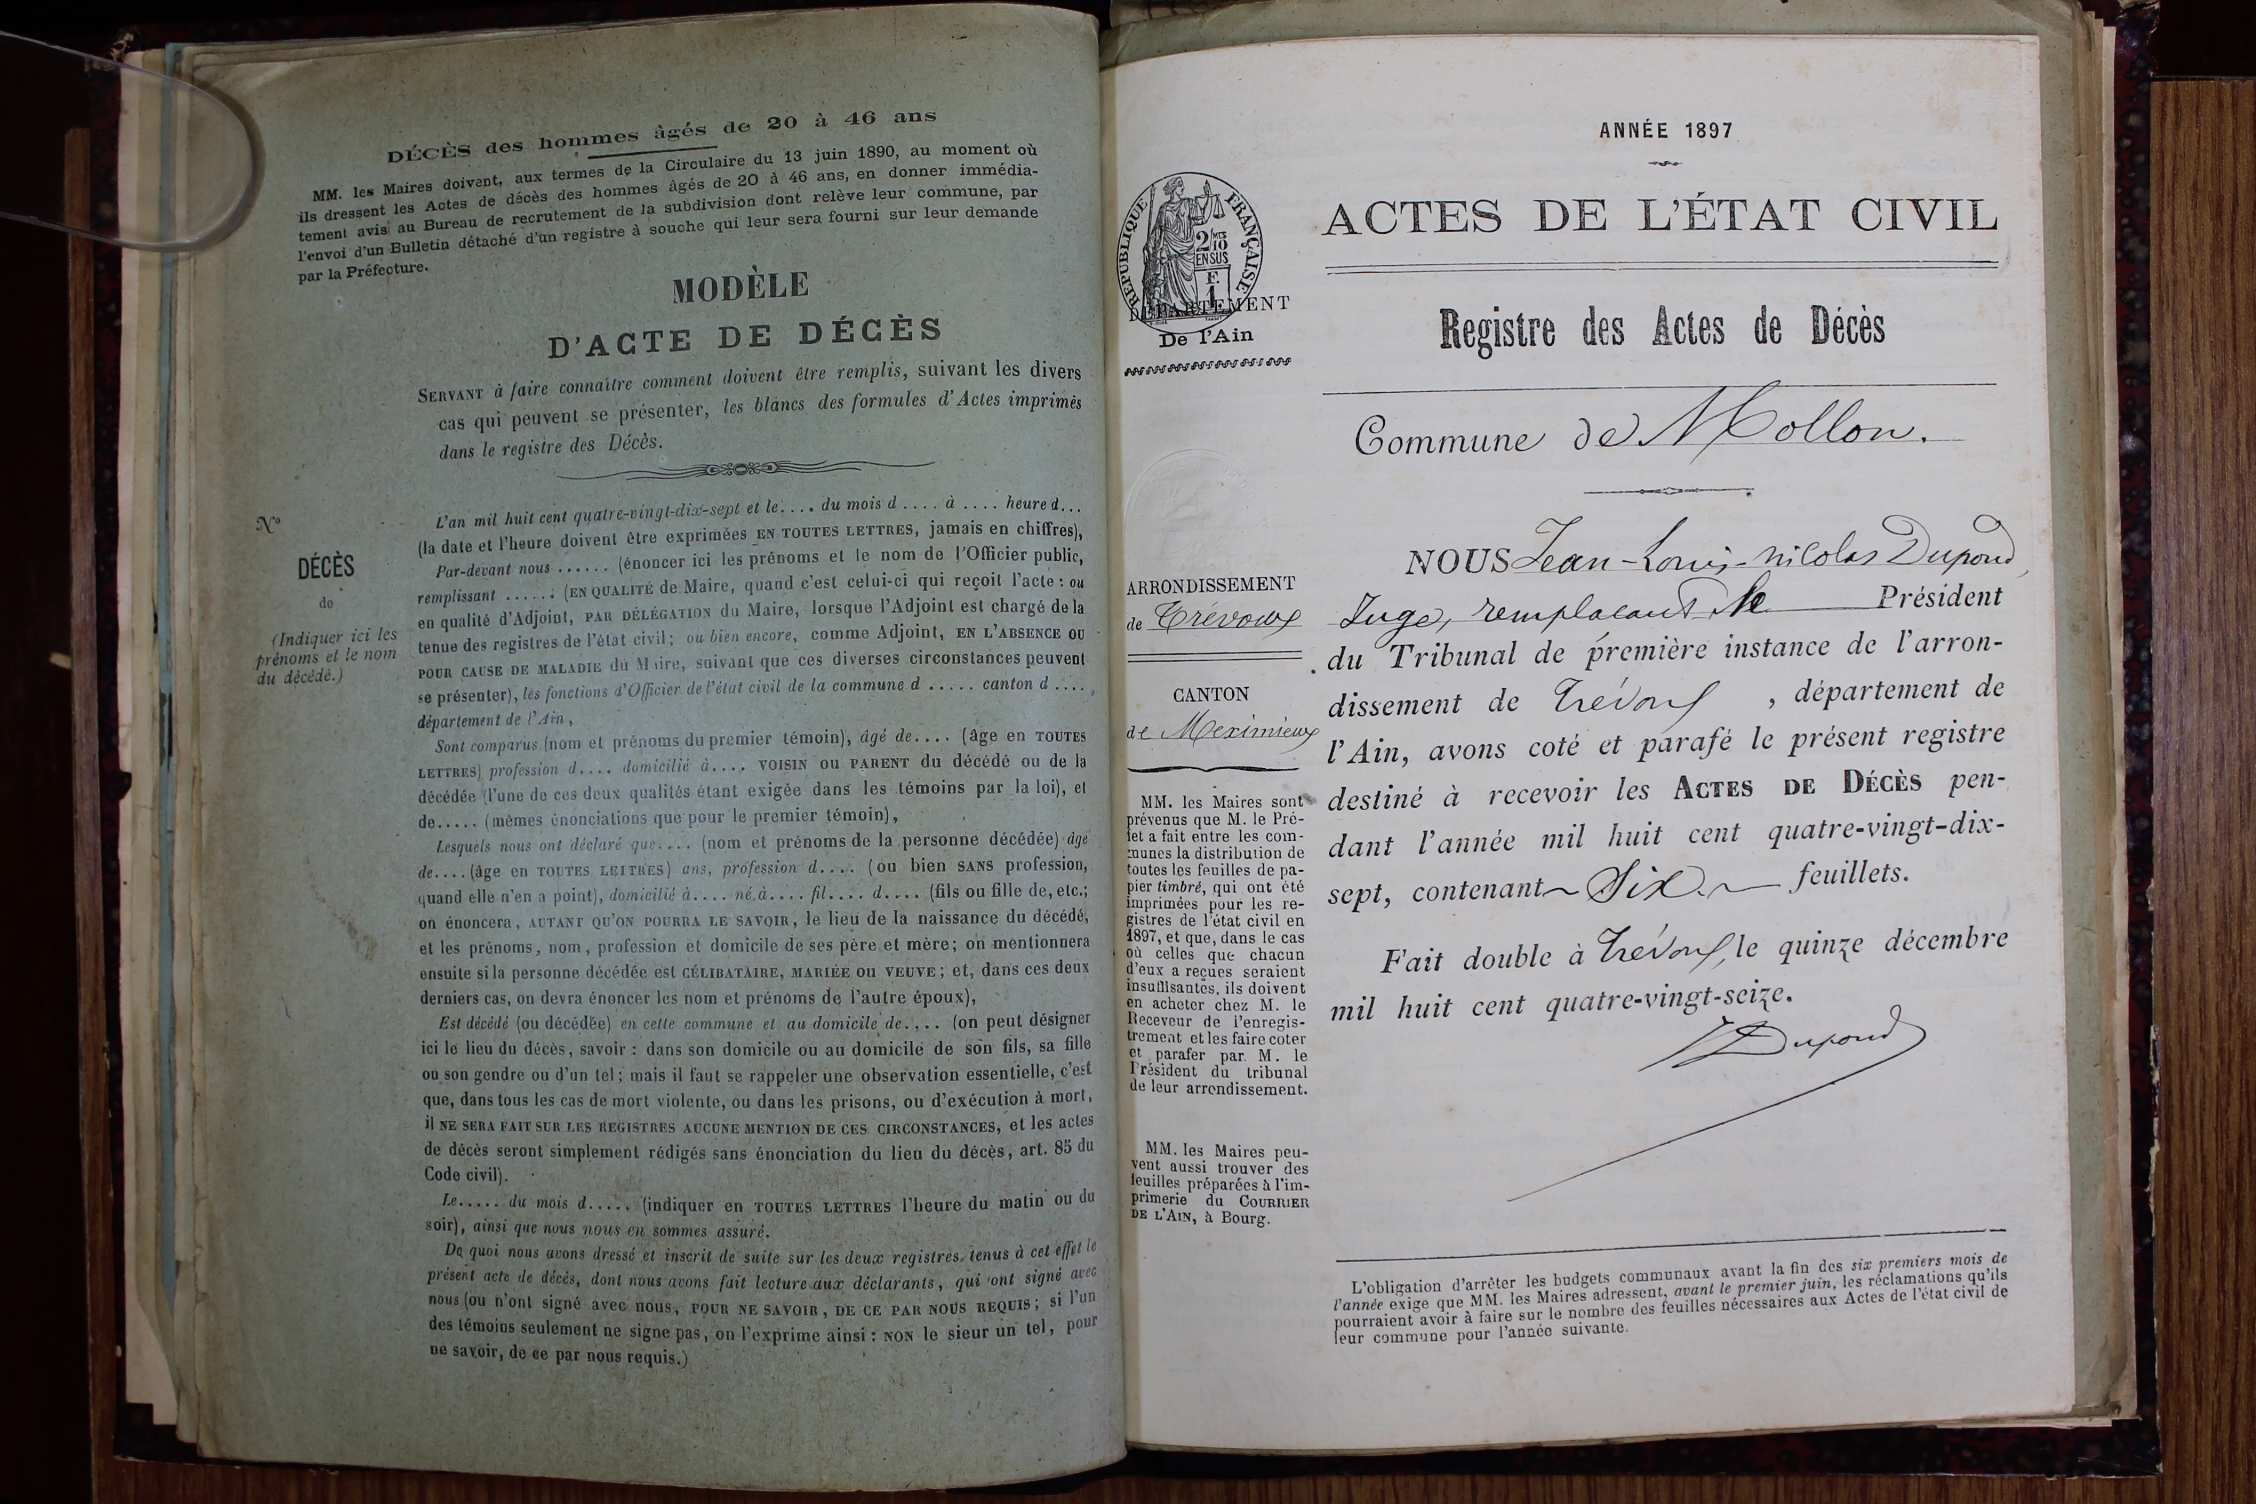 DÉCÈS des hommes âgés de 20 à 46 ans
MM. les Maires doivent, aux termes de la Circulaire du 13 juin 1890, au moment où
ils dressent les Actes de décès des hommes âgés de 20 à 46 ans, en donner immédia-
tement avis au Bureau de recrutement de la subdivision dont relève leur commune, par
l'envoi d'un Bulletin détaché d'un registre à souche qui leur sera fourni sur leur demande
par la Préfecture.
MODÈLE
D'ACTE DE DÉCÈS
SERVANT à faire connaître comment doivent être remplis, suivant les divers
cas qui peuvent se présenter, les blancs des formules d'Actes imprimés
dans le registre des Décès.
No
DÉCÈS
de
(Indiquer ici les
prénoms et le nom
du décédé.)
L'an mil huit cent quatre-vingt-dix-sept et le.... du mois d .... à .... heure d...
(la date et l'heure doivent être exprimées EN TOUTES LETTRES, jamais en chiffres),
Par-devant nous ...... (énoncer ici les prénoms et le nom de l'Officier public,
remplissant ...... (EN QUALITÉ de Maire, quand c'est celui-ci qui reçoit l'acte : ou
en qualité d'Adjoint, PAR DÉLÉGATION du Maire, lorsque l'Adjoint est chargé de la
tenue des registres de l'état civil; ou bien encore, comme Adjoint, EN L'ABSENCE OU
POUR CAUSE DE MALADIE du Maire, suivant que ces diverses circonstances peuvent
se présenter), les fonctions d'Officier de l'état civil de la commune d ..... canton d ....,
département de l'Ain,
Sont comparus (nom et prénoms du premier témoin), âgé de.... (âge en TOUTES
LETTRES) profession d.... domicilié à.... VOISIN OU PARENT du décédé ou de la
décédée (l'une de ces deux qualités étant exigée dans les témoins par la loi), et
de..... (mêmes énonciations que pour le premier témoin),
Lesquels nous ont déclaré que.... (nom et prénoms de la personne décédée) âgé
de.... (âge en TOUTES LETTRES) ans, profession d.... (ou bien SANS profession,
quand elle n'en a point), domicilié à.... né à.... fil.... d.... (fils ou fille de, etc.;
on énoncera, AUTANT QU'ON POURRA LE SAVOIR, le lieu de la naissance du décédé,
et les prénoms, nom, profession et domicile de ses père et mère; on mentionnera
ensuite si la personne décédée est CÉLIBATAIRE, MARIÉE OU VEUVE; et, dans ces deux
derniers cas, on devra énoncer les nom et prénoms de l'autre époux),
Est décédé (ou décédée) en cette commune et au domicile de.... (on peut désigner
ici le lieu du décès, savoir : dans son domicile ou au domicile de son fils, sa fille
ou son gendre ou d'un tel; mais il faut se rappeler une observation essentielle, c'est
que, dans tous les cas de mort violente, ou dans les prisons, ou d'exécution à mort,
il NE SERA FAIT SUR LES REGISTRES AUCUNE MENTION DE CES CIRCONSTANCES, et les actes
de décès seront simplement rédigés sans énonciation du lieu du décès, art. 85 du
Code civil).
Le..... du mois d..... (indiquer en TOUTES LETTRES l'heure du matin ou du
soir), ainsi que nous nous en sommes assuré.
De quoi nous avons dressé et inscrit de suite sur les deux registres tenus à cet effet le
présent acte de décès, dont nous avons fait lecture aux déclarants, qui ont signé avec
nous (ou n'ont signé avec nous, POUR NE SAVOIR, DE CE PAR NOUS REQUIS; si l'un
des témoins seulement ne signe pas, on l'exprime ainsi : NON le sieur un tel, pour
ne savoir, de ce par nous requis.)
RÉPUBLIQUE FRANÇAISE
2/10
EN SUS
F.
1
DÉPARTEMENT
De l'Ain
ARRONDISSEMENT
de Trévoux
CANTON
de Meximieux
MM. les Maires sont
prévenus que M. le Pré-
fet a fait entre les com-
munes la distribution de
toutes les feuilles de pa-
pier timbré, qui ont été
imprimées pour les re-
gistres de l'état civil en
1897, et que, dans le cas
où celles que chacun
d'eux a reçues seraient
insuffisantes, ils doivent
en acheter chez M. le
Receveur de l'enregis-
trement et les faire coter
et parafer par M. le
Président du tribunal
de leur arrondissement.
MM. les Maires peu-
vent aussi trouver des
feuilles préparées à l'im-
primerie du COURRIER
DE L'AIN, à Bourg.
ANNÉE 1897
ACTES DE L'ÉTAT CIVIL
Registre des Actes de Décès
Commune de Mollon.
NOUS Jean-Louis-Nicolas Dupond,
Juge, remplaçant le Président
du Tribunal de première instance de l'arron-
dissement de Trévoux, département de
l'Ain, avons coté et parafé le présent registre
destiné à recevoir les ACTES DE DÉCÈS pen-
dant l'année mil huit cent quatre-vingt-dix-
sept, contenant Six feuillets.
Fait double à Trévoux, le quinze décembre
mil huit cent quatre-vingt-seize.
Dupond
L'obligation d'arrêter les budgets communaux avant la fin des six premiers mois de
l'année exige que MM. les Maires adressent, avant le premier juin, les réclamations qu'ils
pourraient avoir à faire sur le nombre des feuilles nécessaires aux Actes de l'état civil de
leur commune pour l'année suivante.